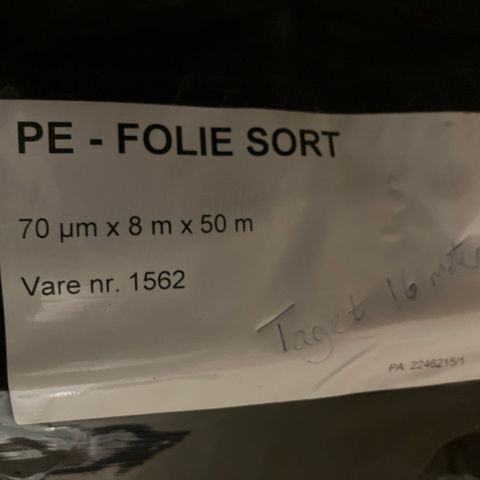 PE - FOLIE SORT
70 µm x 8 m x 50 m
Vare nr. 1562
Taget 16
PA. 2246215/1